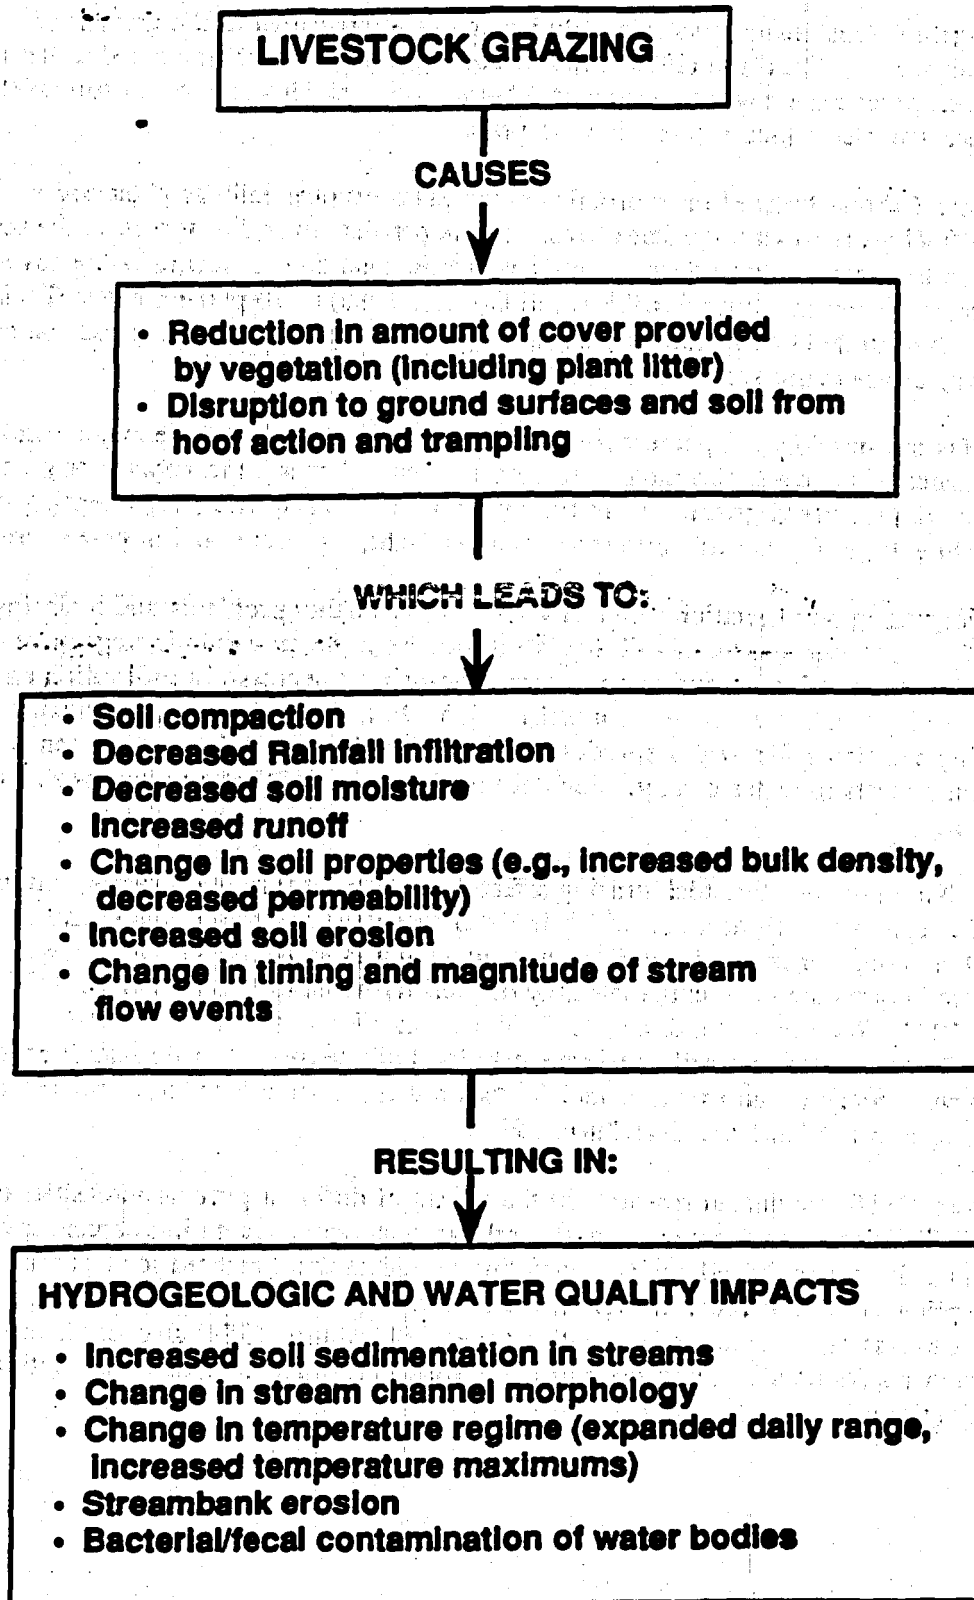 LIVESTOCK GRAZING
CAUSES
• Reduction in amount of cover provided
by vegetation (including plant litter)
• Disruption to ground surfaces and soil from
hoof action and trampling
WHICH LEADS TO:
• Soil compaction
• Decreased Rainfall infiltration
• Decreased soil moisture
• Increased runoff
• Change in soil properties (e.g., increased bulk density,
decreased permeability)
• Increased soil erosion
• Change in timing and magnitude of stream
flow events
RESULTING IN:
HYDROGEOLOGIC AND WATER QUALITY IMPACTS
• Increased soil sedimentation in streams
• Change in stream channel morphology
• Change in temperature regime (expanded daily range,
increased temperature maximums)
• Streambank erosion
• Bacterial/fecal contamination of water bodies